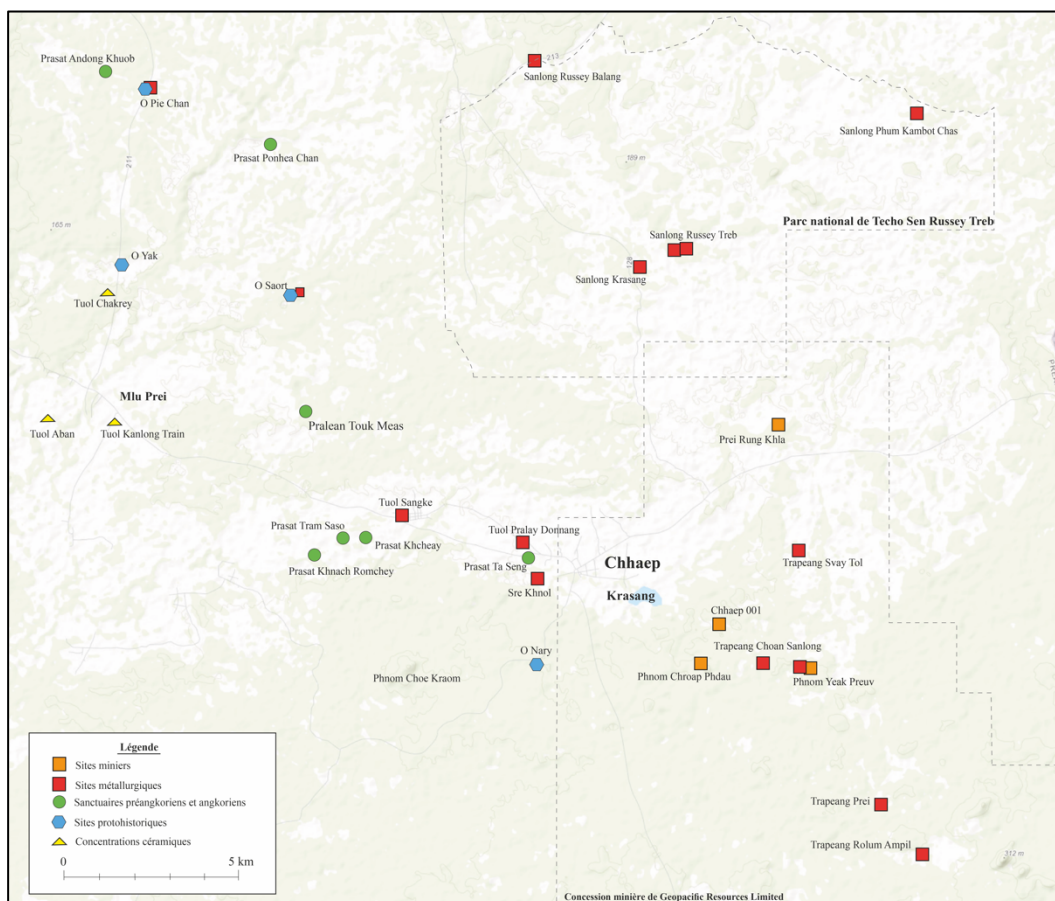 Prasat Andong Khuob
213
Sanlong Russey Balang
O Pie Chan
Sanlong Phum Kambot Chas
211
Prasat Ponhea Chan
189 m
Parc national de Techo Sen Russey Treb
165 m
Sanlong Russey Treb
O Yak
Sanlong Krasang
O Saort
Tuol Chakrey
Mlu Prei
Tuol Aban
Tuol Kanlong Train
Pralean Touk Meas
Prei Rung Khla
Tuol Sangke
Prasat Tram Saso
Prasat Khcheay
Tuol Pralay Donnang
Prasat Khnach Romchey
Prasat Ta Seng
Chhaep
Trapeang Svay Tol
Sre Khnol
Krasang
Chhaep 001
O Nary
Trapeang Choan Sanlong
Phnom Choe Kraom
Phnom Chroap Phdau
Phnom Yeak Preuv
Légende
Sites miniers
Sites métallurgiques
Sanctuaires préangkoriens et angkoriens
Sites protohistoriques
Concentrations céramiques
0
5 km
Trapeang Prei
Trapeang Rolum Ampil
312 m
Concession minière de Geopacific Resources Limited